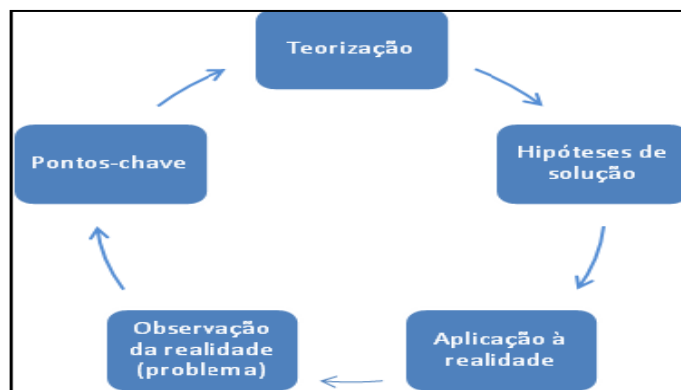 Teorização
Pontos-chave
Hipóteses de
solução
Observação
da realidade
(problema)
Aplicação à
realidade